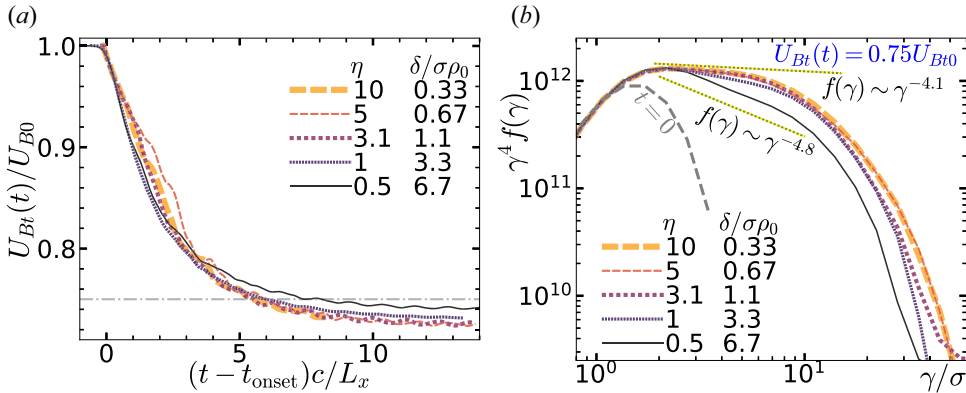 (a)
U_{Bt}(t)/U_{B0}
1.0
0.9
0.8
η δ/σρ_0
10 0.33
5 0.67
3.1 1.1
1 3.3
0.5 6.7
0 5 10
(t − t_{onset})c/L_x
(b)
γ^4 f(γ)
10^{12}
10^{11}
10^{10}
U_{Bt}(t) = 0.75U_{Bt0}
f(γ) ∼ γ^{−4.1}
f(γ) ∼ γ^{−4.8}
t=0
η δ/σρ_0
10 0.33
5 0.67
3.1 1.1
1 3.3
0.5 6.7
10^0 10^1
γ/σ